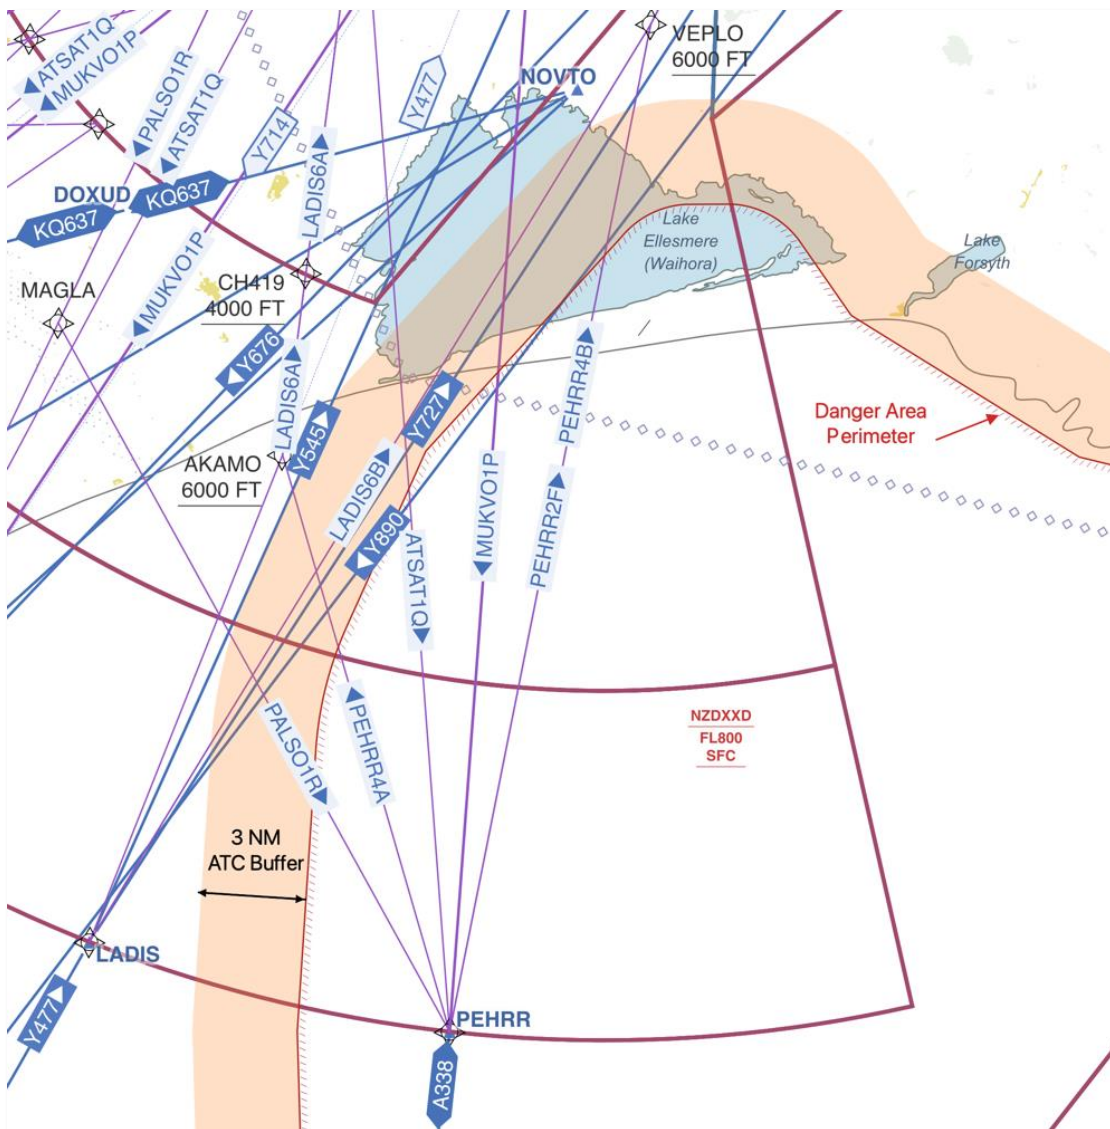 ATSAT1Q
MUKVO1P
PALSO1R
ATSAT1Q
Y714
LADIS6A
Y477
NOVTO
VEPLO
6000 FT
DOXUD
KQ637
KQ637
MUKVO1P
MAGLA
CH419
4000 FT
Lake
Ellesmere
(Waihora)
Lake
Forsyth
Y676
LADIS6A
Y545
Y727
PEHRR4B
Danger Area
Perimeter
AKAMO
6000 FT
LADIS6B
Y890
ATSAT1Q
MUKVO1P
PEHRR2F
PALSO1R
PEHRR4A
NZDXXD
FL800
SFC
3 NM
ATC Buffer
LADIS
Y477
PEHRR
A338